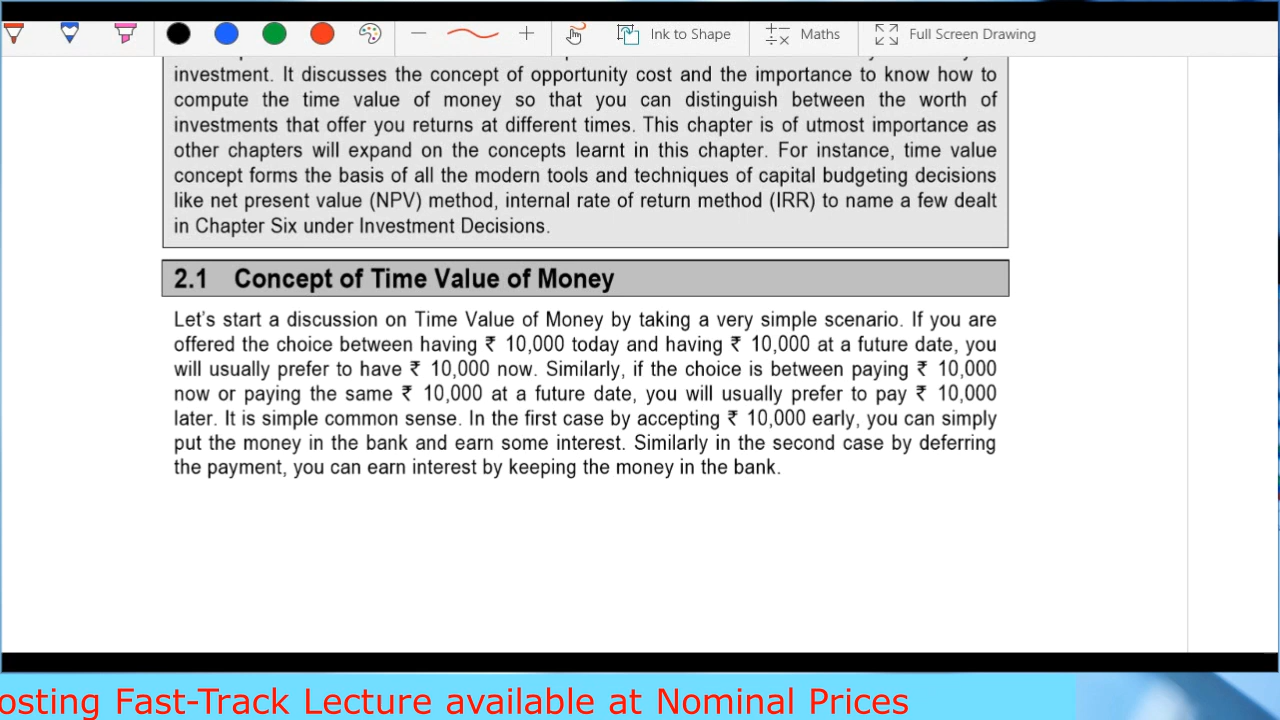 Ink to Shape
Maths
Full Screen Drawing
investment. It discusses the concept of opportunity cost and the importance to know how to
compute the time value of money so that you can distinguish between the worth of
investments that offer you returns at different times. This chapter is of utmost importance as
other chapters will expand on the concepts learnt in this chapter. For instance, time value
concept forms the basis of all the modern tools and techniques of capital budgeting decisions
like net present value (NPV) method, internal rate of return method (IRR) to name a few dealt
in Chapter Six under Investment Decisions.
2.1 Concept of Time Value of Money
Let's start a discussion on Time Value of Money by taking a very simple scenario. If you are
offered the choice between having ₹ 10,000 today and having ₹ 10,000 at a future date, you
will usually prefer to have ₹ 10,000 now. Similarly, if the choice is between paying ₹ 10,000
now or paying the same ₹ 10,000 at a future date, you will usually prefer to pay ₹ 10,000
later. It is simple common sense. In the first case by accepting ₹ 10,000 early, you can simply
put the money in the bank and earn some interest. Similarly in the second case by deferring
the payment, you can earn interest by keeping the money in the bank.
osting Fast-Track Lecture available at Nominal Prices